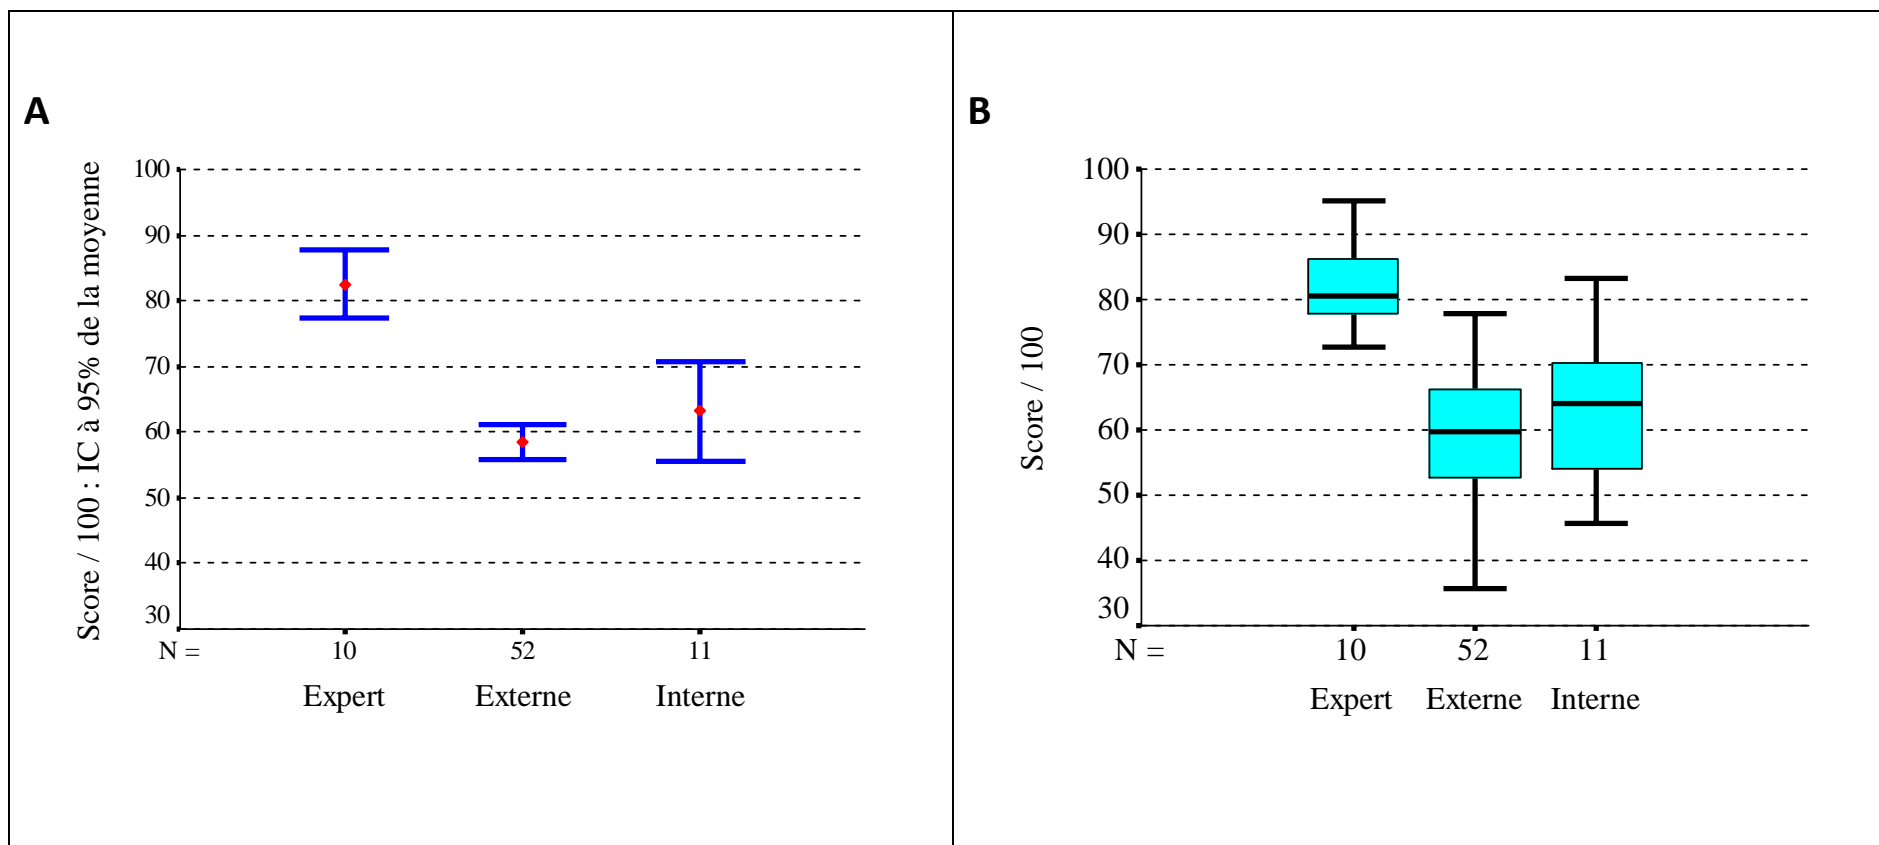 A
Score / 100 : IC à 95% de la moyenne
100
90
80
70
60
50
40
30
N =
10
52
11
Expert
Externe
Interne
B
Score / 100
100
90
80
70
60
50
40
30
N =
10
52
11
Expert
Externe
Interne